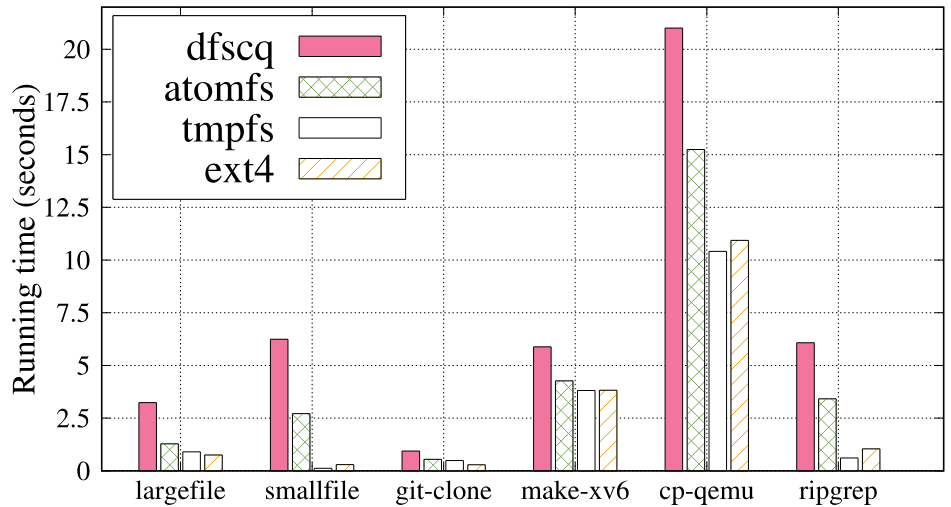 dfscq
atomfs
tmpfs
ext4
Running time (seconds)
20
17.5
15
12.5
10
7.5
5
2.5
0
largefile smallfile git-clone make-xv6 cp-qemu ripgrep